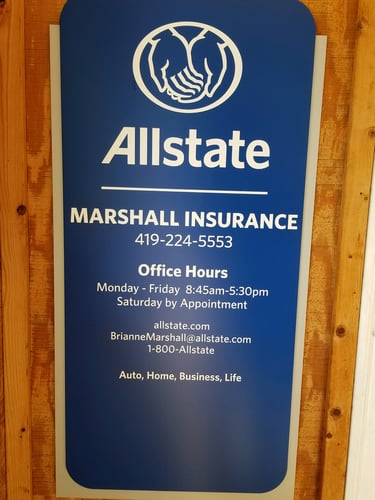 Allstate
MARSHALL INSURANCE
419-224-5553
Office Hours
Monday - Friday 8:45am-5:30pm
Saturday by Appointment
allstate.com
BrianneMarshall@allstate.com
1-800-Allstate
Auto, Home, Business, Life